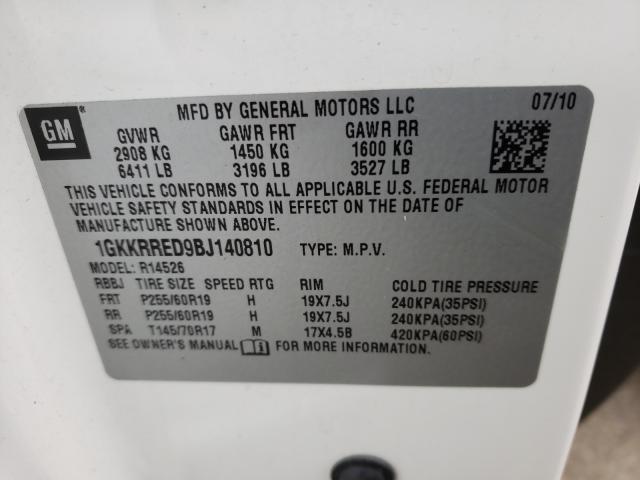 GM
MFD BY GENERAL MOTORS LLC 07/10
GVWR GAWR FRT GAWR RR
2908 KG 1450 KG 1600 KG
6411 LB 3196 LB 3527 LB
THIS VEHICLE CONFORMS TO ALL APPLICABLE U.S. FEDERAL MOTOR
VEHICLE SAFETY STANDARDS IN EFFECT ON THE DATE OF
MANUFACTURE SHOWN ABOVE.
1GKKRRED9BJ140810 TYPE: M.P.V.
MODEL: R14526
RBBJ TIRE SIZE SPEED RTG RIM COLD TIRE PRESSURE
FRT P255/60R19 H 19X7.5J 240KPA(35PSI)
RR P255/60R19 H 19X7.5J 240KPA(35PSI)
SPA T145/70R17 M 17X4.5B 420KPA(60PSI)
SEE OWNER'S MANUAL FOR MORE INFORMATION.